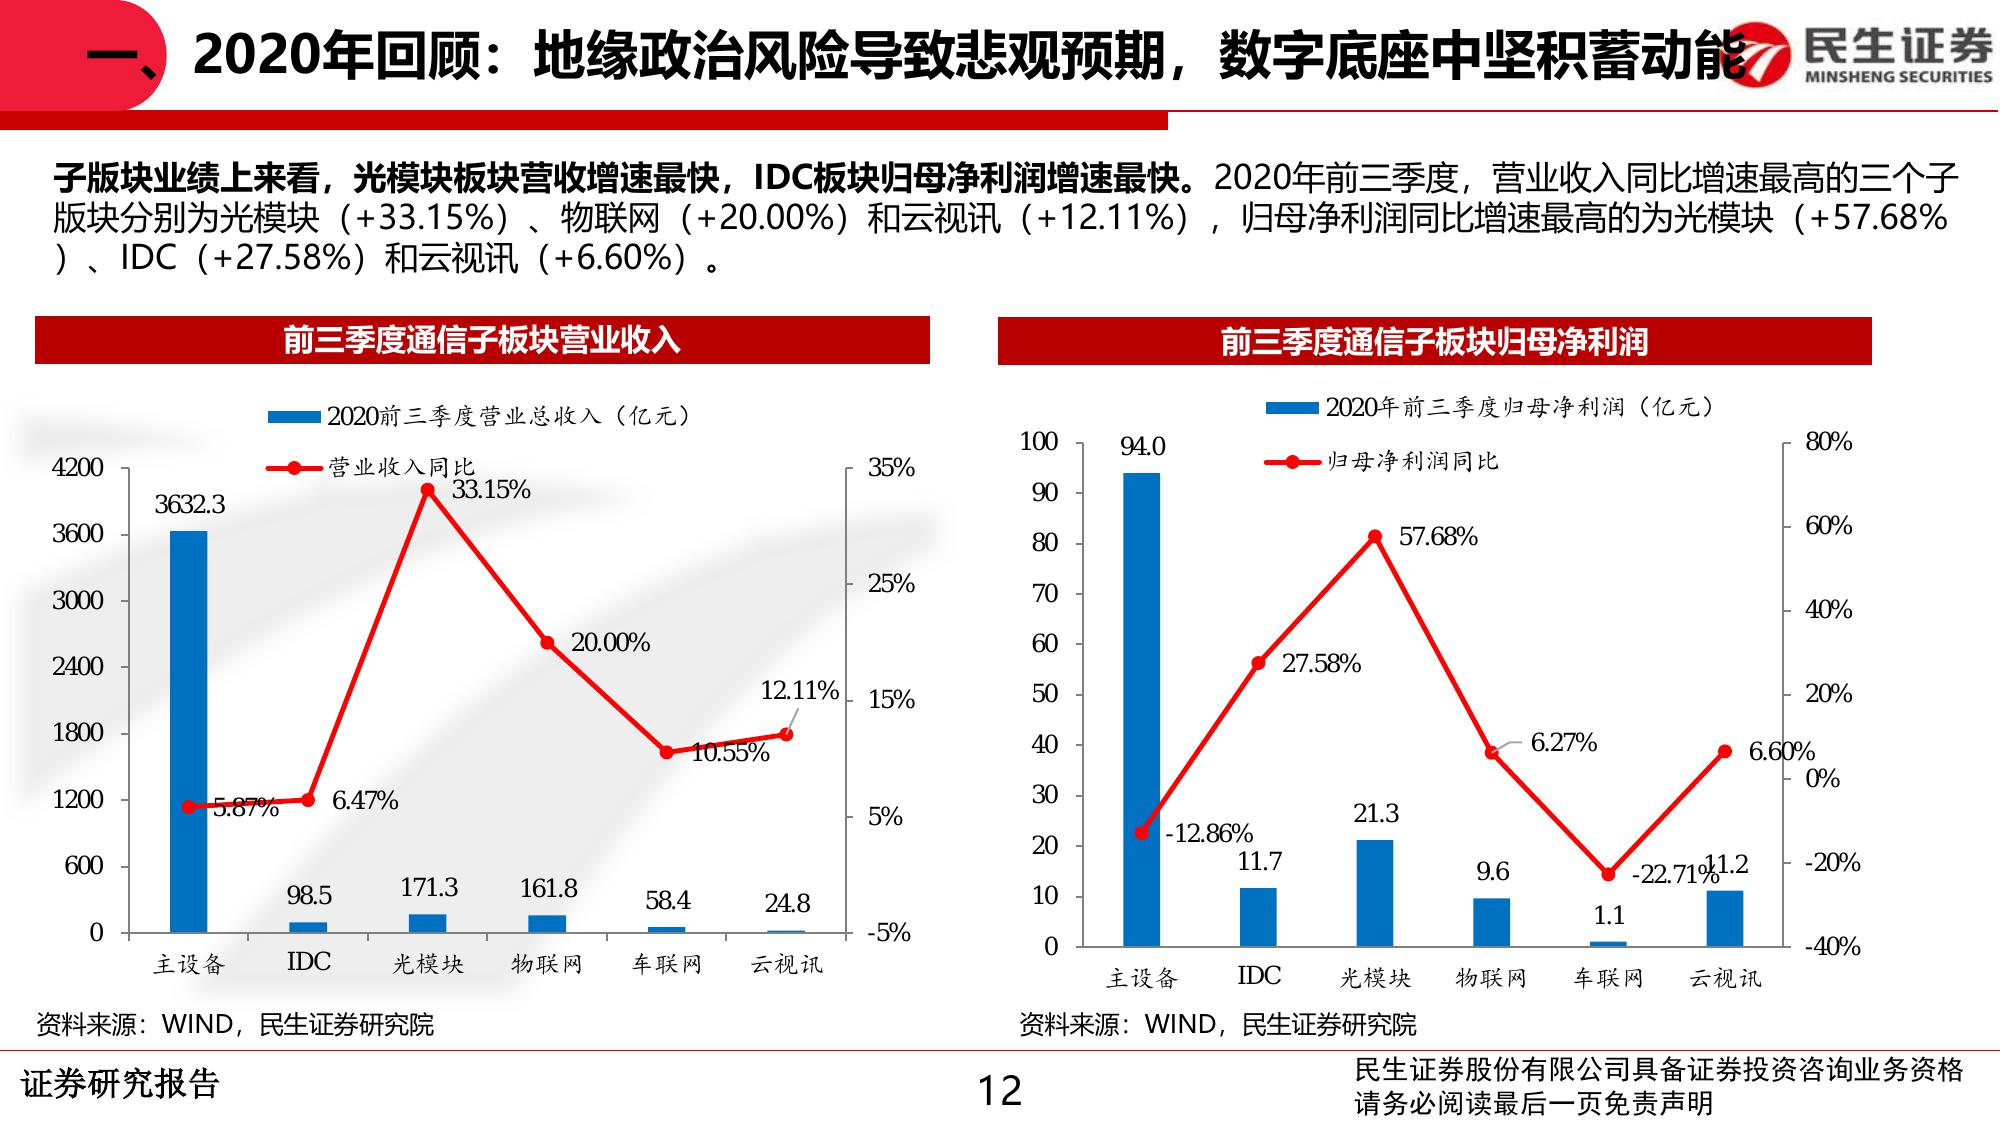 一、2020年回顾：地缘政治风险导致悲观预期，数字底座中坚积蓄动能
民生证券
MINSHENG SECURITIES
子版块业绩上来看，光模块板块营收增速最快，IDC板块归母净利润增速最快。2020年前三季度，营业收入同比增速最高的三个子
版块分别为光模块（+33.15%）、物联网（+20.00%）和云视讯（+12.11%），归母净利润同比增速最高的为光模块（+57.68%
）、IDC（+27.58%）和云视讯（+6.60%）。
前三季度通信子板块营业收入
2020前三季度营业总收入（亿元）
营业收入同比
4200
3600
3000
2400
1800
1200
600
0
35%
25%
15%
5%
-5%
3632.3
98.5
171.3
161.8
58.4
24.8
5.87%
6.47%
33.15%
20.00%
10.55%
12.11%
主设备
IDC
光模块
物联网
车联网
云视讯
资料来源：WIND，民生证券研究院
前三季度通信子板块归母净利润
2020年前三季度归母净利润（亿元）
归母净利润同比
100
90
80
70
60
50
40
30
20
10
0
80%
60%
40%
20%
0%
-20%
-40%
94.0
11.7
21.3
9.6
1.1
11.2
-12.86%
27.58%
57.68%
6.27%
-22.71%
6.60%
主设备
IDC
光模块
物联网
车联网
云视讯
资料来源：WIND，民生证券研究院
证券研究报告
12
民生证券股份有限公司具备证券投资咨询业务资格
请务必阅读最后一页免责声明